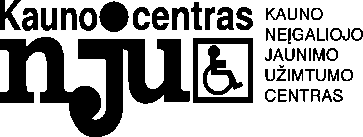 Kauno centras
nju
KAUNO
NEĮGALIOJO
JAUNIMO
UŽIMTUMO
CENTRAS